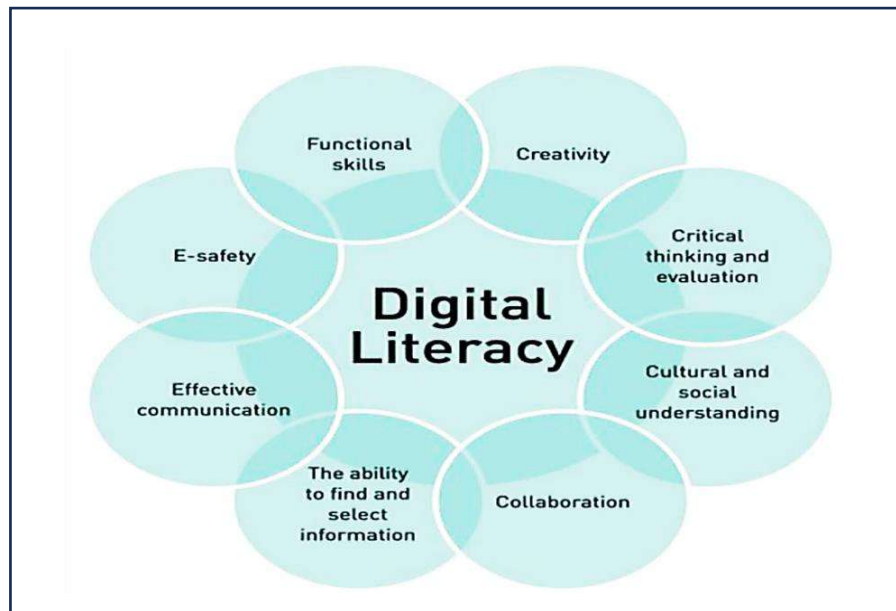 Functional
skills
Creativity
E-safety
Critical
thinking and
evaluation
Digital
Literacy
Effective
communication
Cultural and
social
understanding
The ability
to find and
select
information
Collaboration